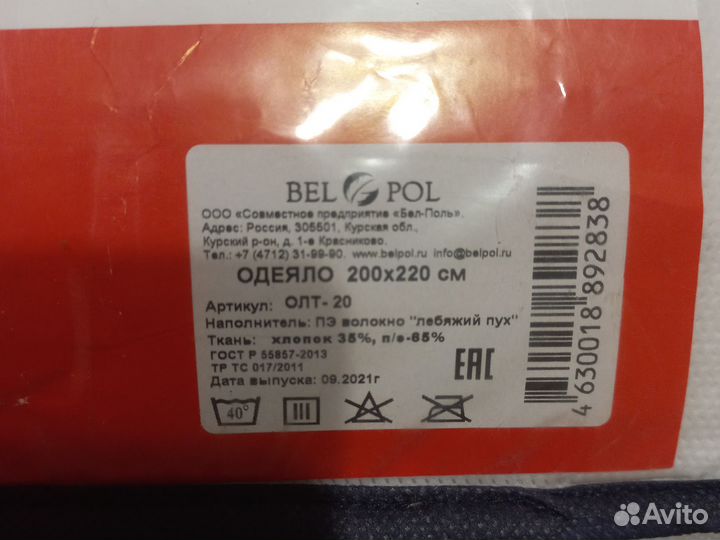 BEL POL
ООО «Совместное предприятие «Бел-Поль».
Адрес: Россия, 305501, Курская обл.,
Курский р-он, д. 1-е Красниково.
Тел.: +7 (4712) 31-99-90. www.belpol.ru info@belpol.ru
ОДЕЯЛО 200х220 см
Артикул: ОЛТ- 20
Наполнитель: ПЭ волокно "лебяжий пух"
Ткань: хлопок 35%, п/э-65%
ГОСТ Р 55857-2013
ТР ТС 017/2011
Дата выпуска: 09.2021г
40°
EAC
4 630018 892838
Avito